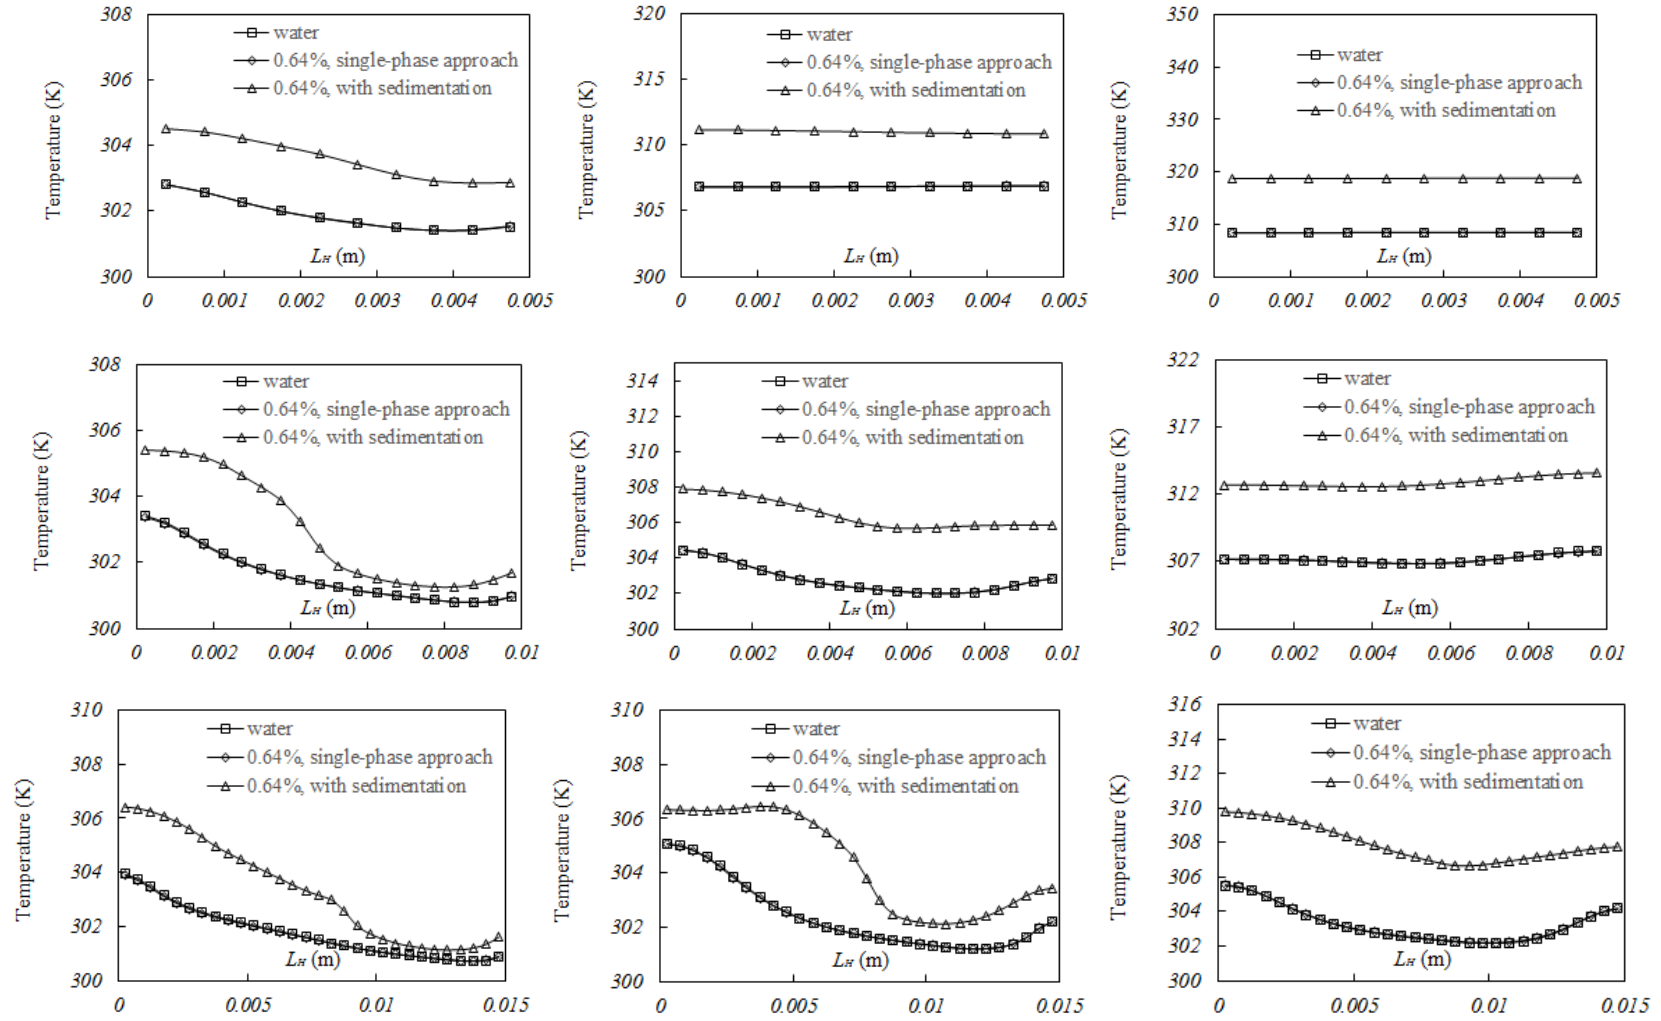 308
306
304
302
300
Temperature (K)
water
0.64%, single-phase approach
0.64%, with sedimentation
LH (m)
0 0.001 0.002 0.003 0.004 0.005
320
315
310
305
300
Temperature (K)
water
0.64%, single-phase approach
0.64%, with sedimentation
LH (m)
0 0.001 0.002 0.003 0.004 0.005
350
340
330
320
310
300
Temperature (K)
water
0.64%, single-phase approach
0.64%, with sedimentation
LH (m)
0 0.001 0.002 0.003 0.004 0.005
308
306
304
302
300
Temperature (K)
water
0.64%, single-phase approach
0.64%, with sedimentation
LH (m)
0 0.002 0.004 0.006 0.008 0.01
314
312
310
308
306
304
302
300
Temperature (K)
water
0.64%, single-phase approach
0.64%, with sedimentation
LH (m)
0 0.002 0.004 0.006 0.008 0.01
322
317
312
307
302
Temperature (K)
water
0.64%, single-phase approach
0.64%, with sedimentation
LH (m)
0 0.002 0.004 0.006 0.008 0.01
310
308
306
304
302
300
Temperature (K)
water
0.64%, single-phase approach
0.64%, with sedimentation
LH (m)
0 0.005 0.01 0.015
310
308
306
304
302
300
Temperature (K)
water
0.64%, single-phase approach
0.64%, with sedimentation
LH (m)
0 0.005 0.01 0.015
316
314
312
310
308
306
304
302
300
Temperature (K)
water
0.64%, single-phase approach
0.64%, with sedimentation
LH (m)
0 0.005 0.01 0.015